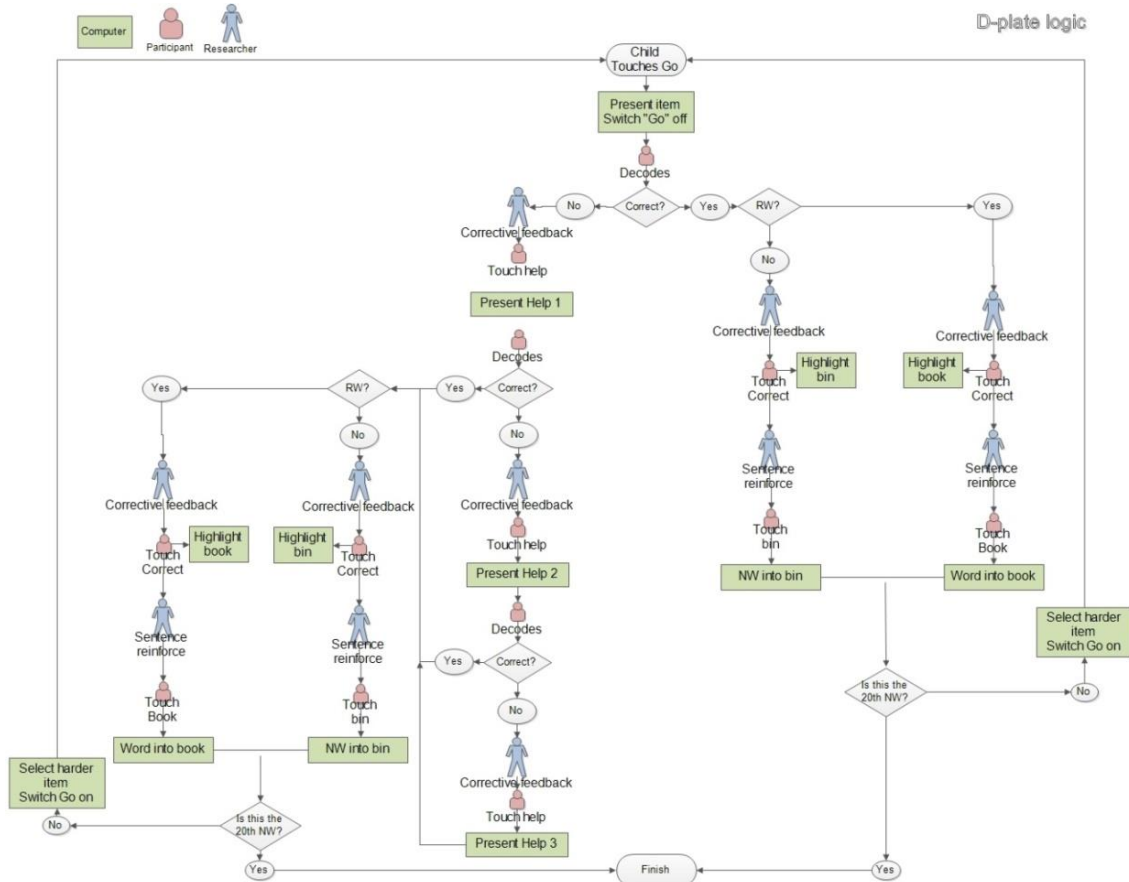 D-plate logic
Computer
Participant
Researcher
Child
Touches Go
Present item
Switch "Go" off
Decodes
No
Correct?
Yes
RW?
Yes
Corrective feedback
Touch help
No
Present Help 1
Corrective feedback
Corrective feedback
Decodes
Highlight
bin
Highlight
book
Touch
Correct
Touch
Correct
Yes
RW?
Yes
Correct?
No
No
Sentence
reinforce
Sentence
reinforce
Corrective feedback
Corrective feedback
Corrective feedback
Touch
bin
Touch
Book
Highlight
book
Highlight
bin
Touch help
Touch
Correct
Touch
Correct
Present Help 2
NW into bin
Word into book
Decodes
Sentence
reinforce
Sentence
reinforce
Select harder
item
Switch Go on
Yes
Correct?
Is this the
20th NW?
No
Touch
Book
Touch
bin
No
Word into book
NW into bin
Select harder
item
Switch Go on
Corrective feedback
Touch help
No
Is this the
20th NW?
Present Help 3
Yes
Finish
Yes